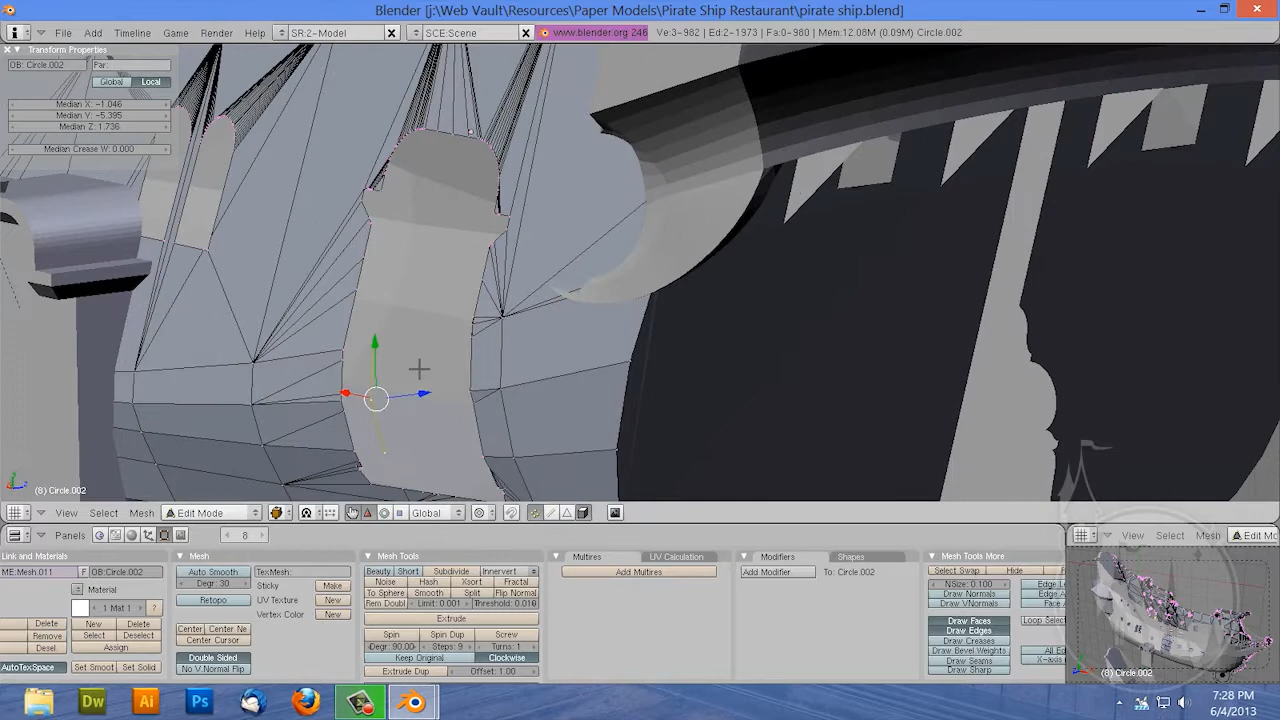 Blender [j:\Web Vault\Resources\Paper Models\Pirate Ship Restaurant\pirate ship.blend]
File Add Timeline Game Render Help SR:2-Model SCE:Scene www.blender.org 246 Ve:3-982 | Ed:2-1973 | Fa:0-980 | Mem:12.08M (0.09M) Circle.002
Transform Properties
OB: Circle.002 Par:
Global Local
Median X: -1.046
Median Y: -5.395
Median Z: 1.736
Median Crease W: 0.000
(8) Circle.002
View Select Mesh Edit Mode Global
View Select Mesh Edit Mo
Panels 8
Link and Materials Mesh Mesh Tools Multires UV Calculation Modifiers Shapes Mesh Tools More
ME:Mesh.011 F OB:Circle.002 Auto Smooth TexMesh: Beauty Short Subdivide Innervert Add Multires Add Modifier To: Circle.002 Select Swap Hide
Material Degr: 30 Sticky Make Noise Hash Xsort Fractal NSize: 0.100 Edge
1 Mat 1 ? Retopo UV Texture New To Sphere Smooth Split Flip Normal Draw Normals Edge
Vertex Color New Rem Doubl Limit: 0.001 Threshold: 0.010 Draw VNormals Face
Delete New Delete Extrude
Remove Select Deselect Center Center Ne Spin Spin Dup Screw Draw Faces Loop Selec
Desel. Assign Center Cursor Degr: 90.00 Steps: 9 Turns: 1 Draw Edges
Draw Creases
AutoTexSpace Set Smoot Set Solid Double Sided Keep Original Clockwise Draw Bevel Weights All E
No V.Normal Flip Extrude Dup Offset: 1.00 Draw Seams X-axis
Draw Sharp
Dw Ai Ps
7:28 PM
6/4/2013